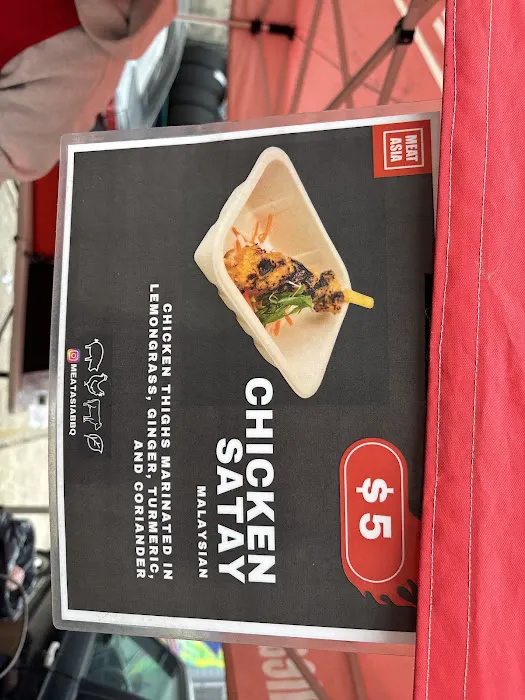 MEAT
ASIA
$5
CHICKEN
SATAY
MALAYSIAN
CHICKEN THIGHS MARINATED IN
LEMONGRASS, GINGER, TURMERIC,
AND CORIANDER
MEATASIABBQ